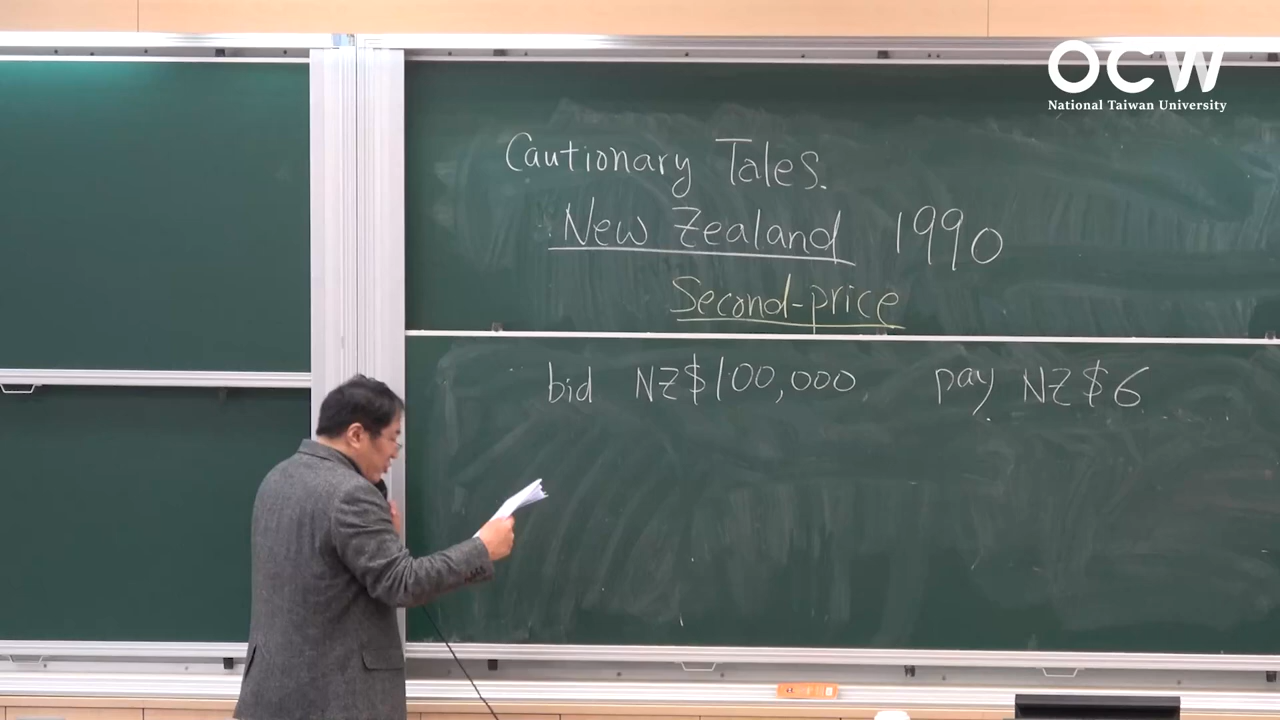 OCW
National Taiwan University
Cautionary Tales.
New Zealand 1990
Second-price
bid NZ$100,000 pay NZ$6